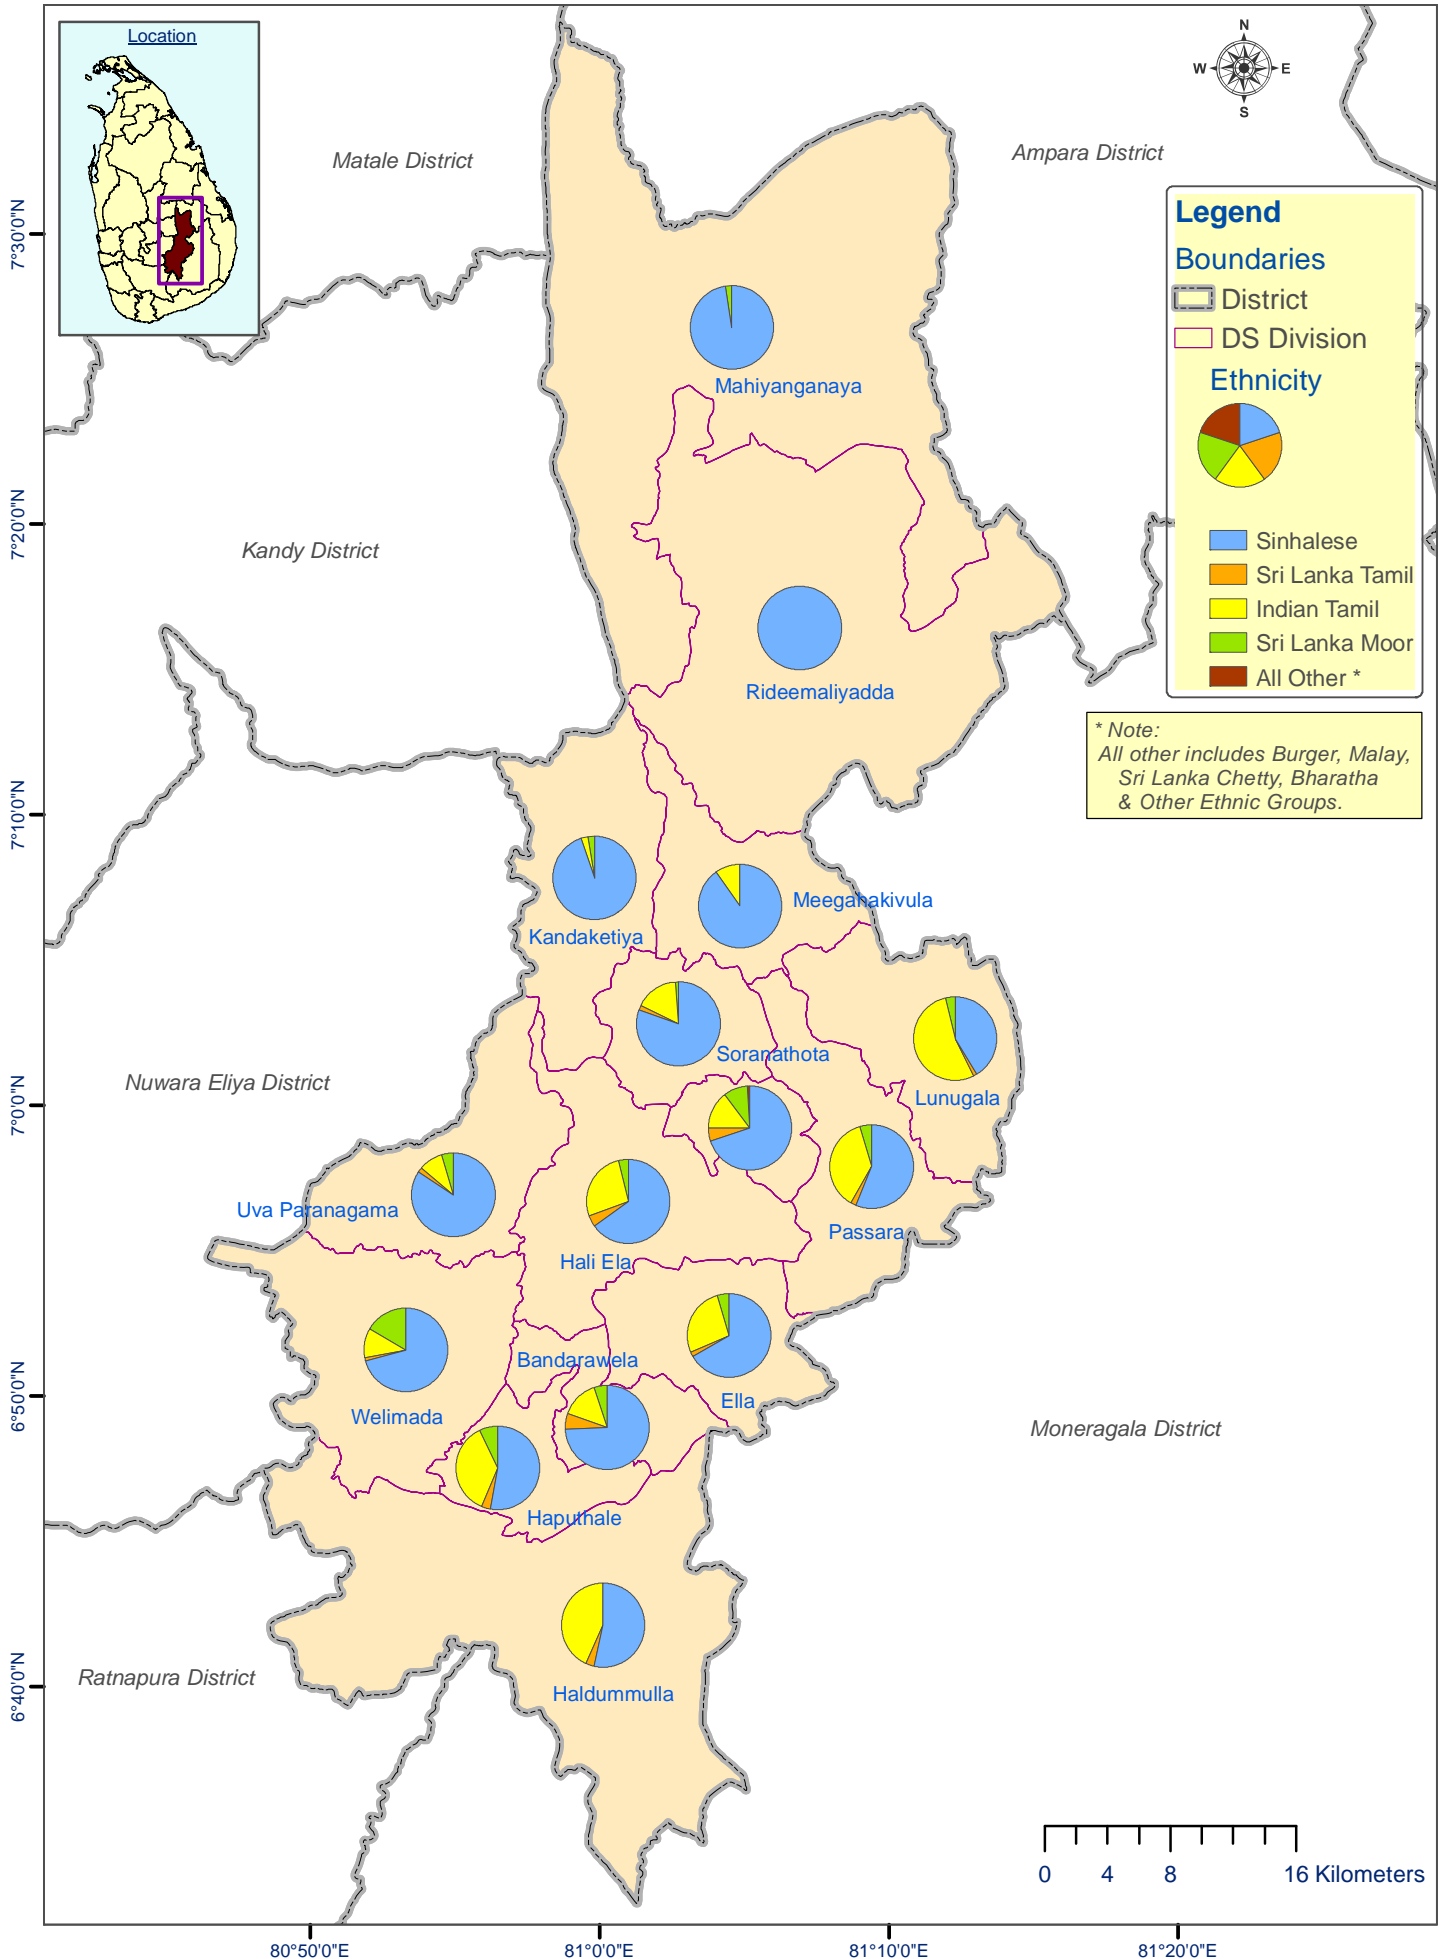 Location
N
W
E
S
Matale District
Ampara District
Legend
Boundaries
District
DS Division
Ethnicity
Sinhalese
Sri Lanka Tamil
Indian Tamil
Sri Lanka Moor
All Other *
* Note:
All other includes Burger, Malay,
Sri Lanka Chetty, Bharatha
& Other Ethnic Groups.
7°30'0"N
Mahiyanganaya
7°20'0"N
Kandy District
Rideemaliyadda
7°10'0"N
Meegahakivula
Kandaketiya
Soranathota
Nuwara Eliya District
Lunugala
7°0'0"N
Uva Paranagama
Passara
Hali Ela
Bandarawela
6°50'0"N
Ella
Welimada
Moneragala District
Haputhale
Ratnapura District
6°40'0"N
Haldummulla
0
4
8
16 Kilometers
80°50'0"E
81°0'0"E
81°10'0"E
81°20'0"E